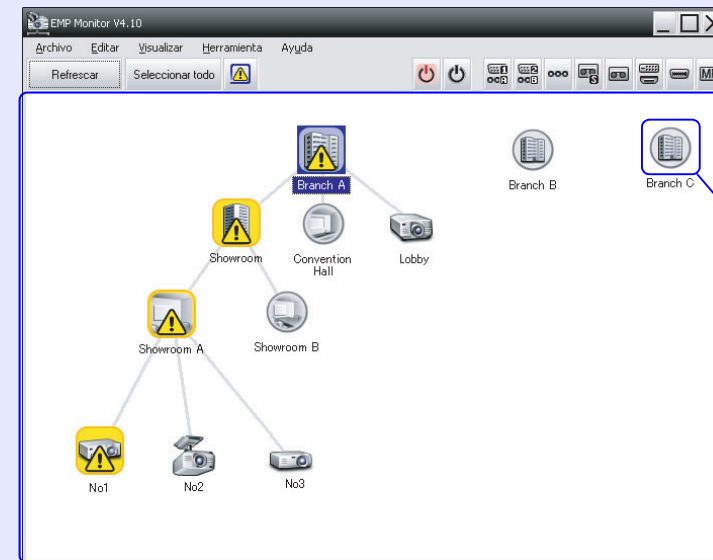 EMP Monitor V4.10
Archivo Editar Visualizar Herramienta Ayuda
Refrescar Seleccionar todo
Branch A
Branch B
Branch C
Showroom
Convention
Hall
Lobby
Showroom A
Showroom B
No1
No2
No3